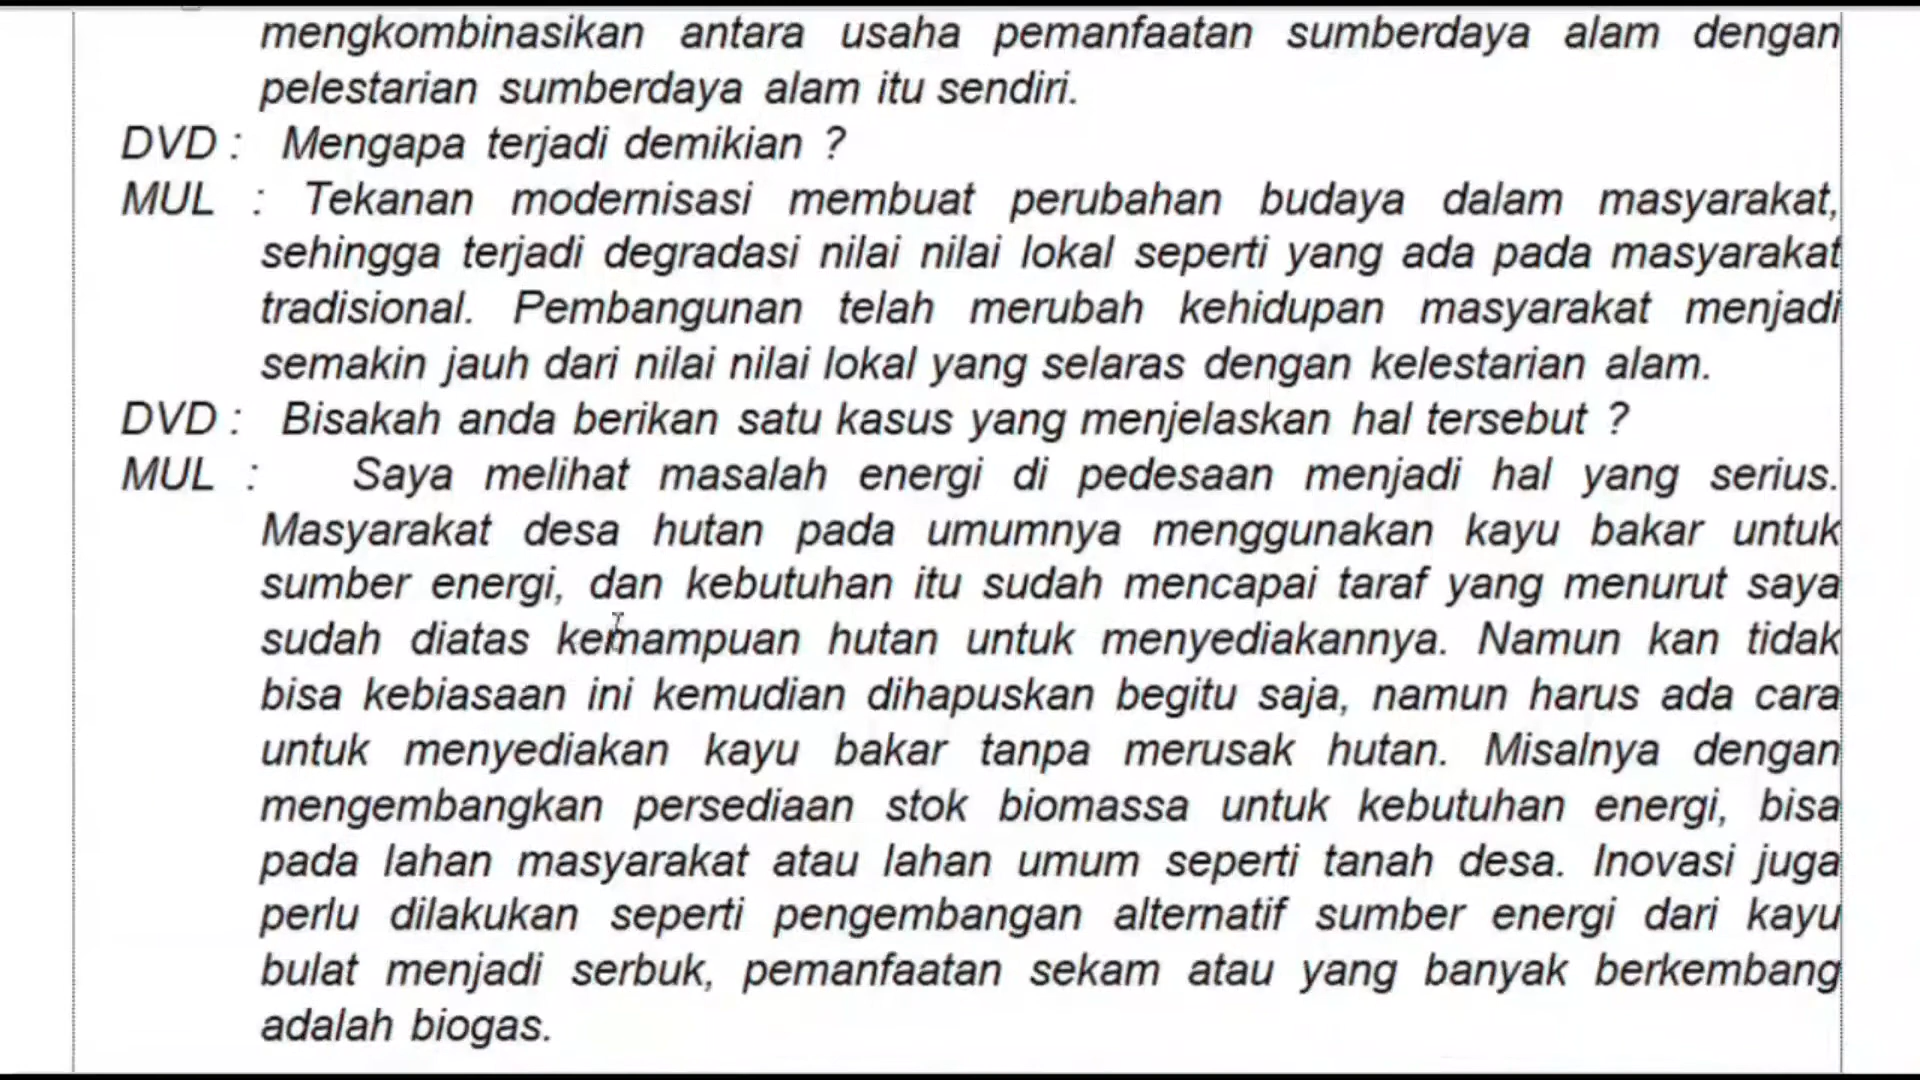 mengkombinasikan antara usaha pemanfaatan sumberdaya alam dengan
pelestarian sumberdaya alam itu sendiri.
DVD : Mengapa terjadi demikian ?
MUL : Tekanan modernisasi membuat perubahan budaya dalam masyarakat,
sehingga terjadi degradasi nilai nilai lokal seperti yang ada pada masyarakat
tradisional. Pembangunan telah merubah kehidupan masyarakat menjadi
semakin jauh dari nilai nilai lokal yang selaras dengan kelestarian alam.
DVD : Bisakah anda berikan satu kasus yang menjelaskan hal tersebut ?
MUL : Saya melihat masalah energi di pedesaan menjadi hal yang serius.
Masyarakat desa hutan pada umumnya menggunakan kayu bakar untuk
sumber energi, dan kebutuhan itu sudah mencapai taraf yang menurut saya
sudah diatas kemampuan hutan untuk menyediakannya. Namun kan tidak
bisa kebiasaan ini kemudian dihapuskan begitu saja, namun harus ada cara
untuk menyediakan kayu bakar tanpa merusak hutan. Misalnya dengan
mengembangkan persediaan stok biomassa untuk kebutuhan energi, bisa
pada lahan masyarakat atau lahan umum seperti tanah desa. Inovasi juga
perlu dilakukan seperti pengembangan alternatif sumber energi dari kayu
bulat menjadi serbuk, pemanfaatan sekam atau yang banyak berkembang
adalah biogas.